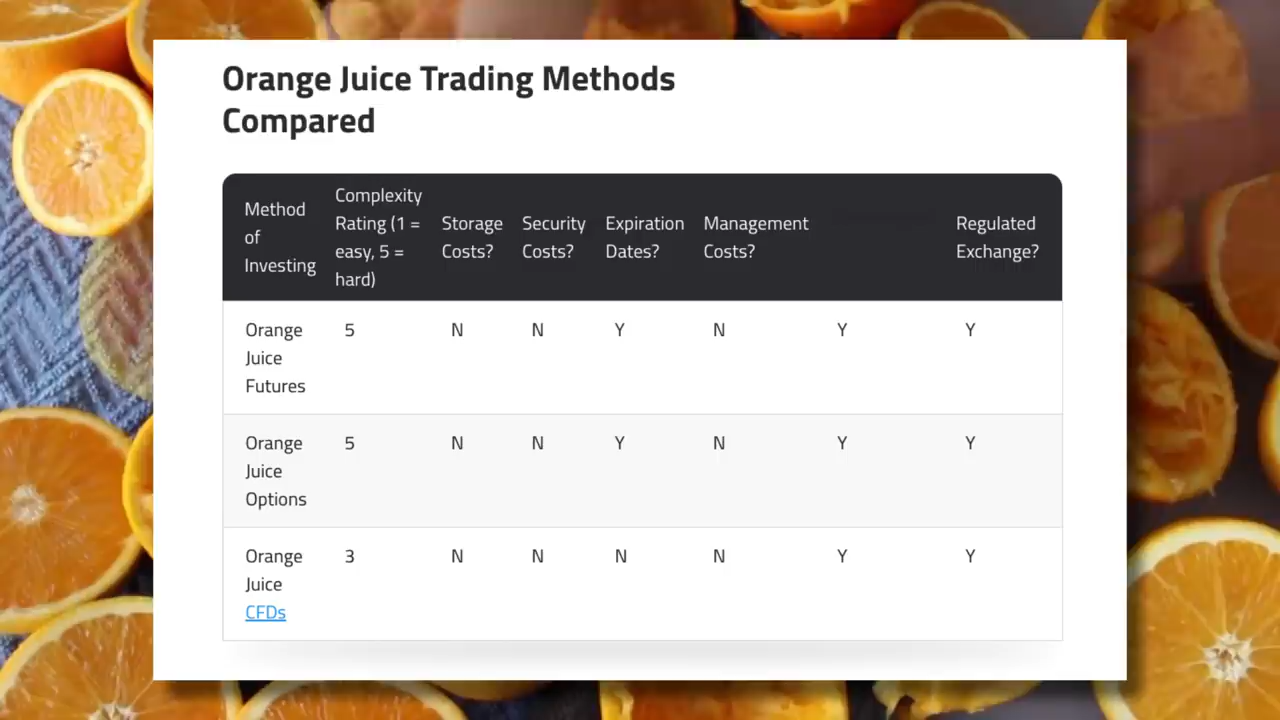 Orange Juice Trading Methods
Compared
Method of Investing Complexity Rating (1 = easy, 5 = hard) Storage Costs? Security Costs? Expiration Dates? Management Costs? Regulated Exchange?
Orange Juice Futures 5 N N Y N Y Y
Orange Juice Options 5 N N Y N Y Y
Orange Juice CFDs 3 N N N N Y Y